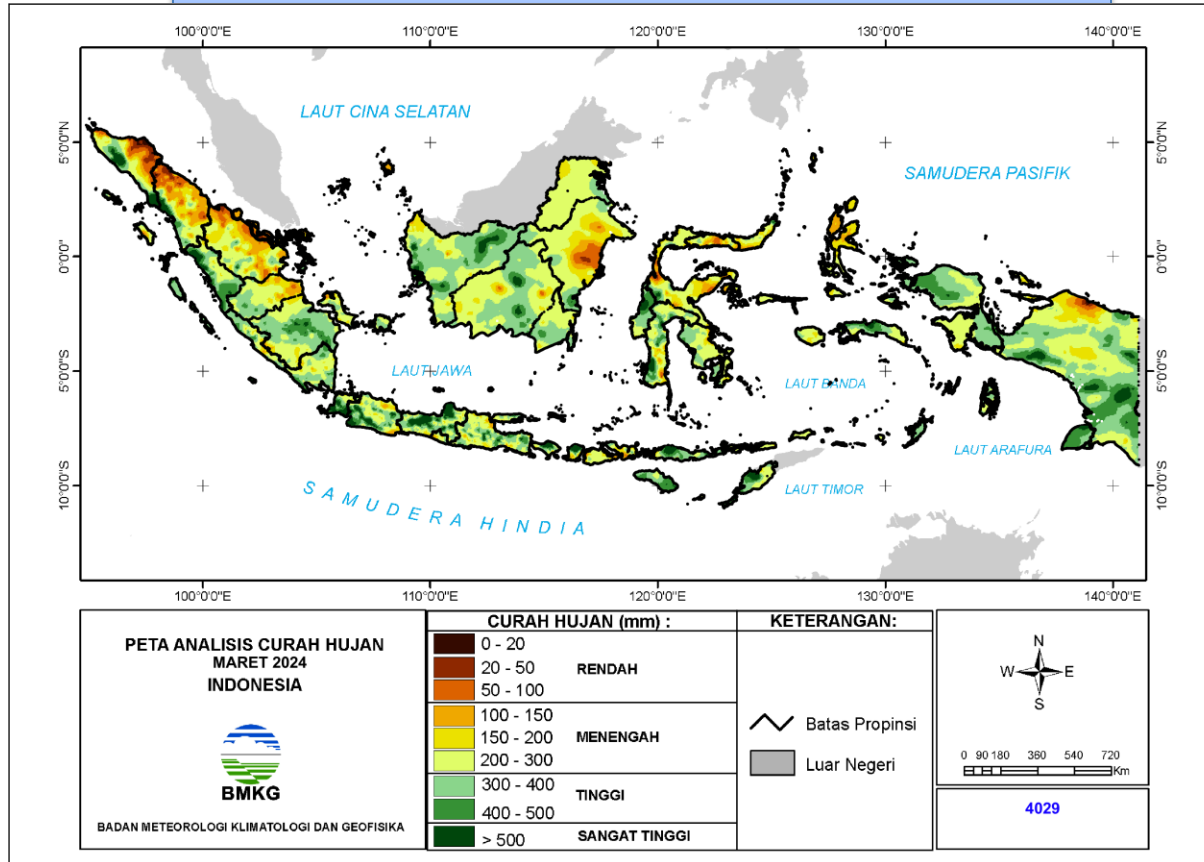 100°0'0"E 110°0'0"E 120°0'0"E 130°0'0"E 140°0'0"E
LAUT CINA SELATAN
5°0'0"N 5°0'0"N
SAMUDERA PASIFIK
0°0'0" 0°0'0"
5°0'0"S 5°0'0"S
LAUT JAWA
LAUT BANDA
LAUT ARAFURA
10°0'0"S 10°0'0"S
LAUT TIMOR
SAMUDERA HINDIA
100°0'0"E 110°0'0"E 120°0'0"E 130°0'0"E 140°0'0"E
PETA ANALISIS CURAH HUJAN
MARET 2024
INDONESIA
BMKG
BADAN METEOROLOGI KLIMATOLOGI DAN GEOFISIKA
CURAH HUJAN (mm) :
0 - 20
20 - 50 RENDAH
50 - 100
100 - 150
150 - 200 MENENGAH
200 - 300
300 - 400 TINGGI
400 - 500
> 500 SANGAT TINGGI
KETERANGAN:
Batas Propinsi
Luar Negeri
N
W E
S
0 90 180 360 540 720
Km
4029